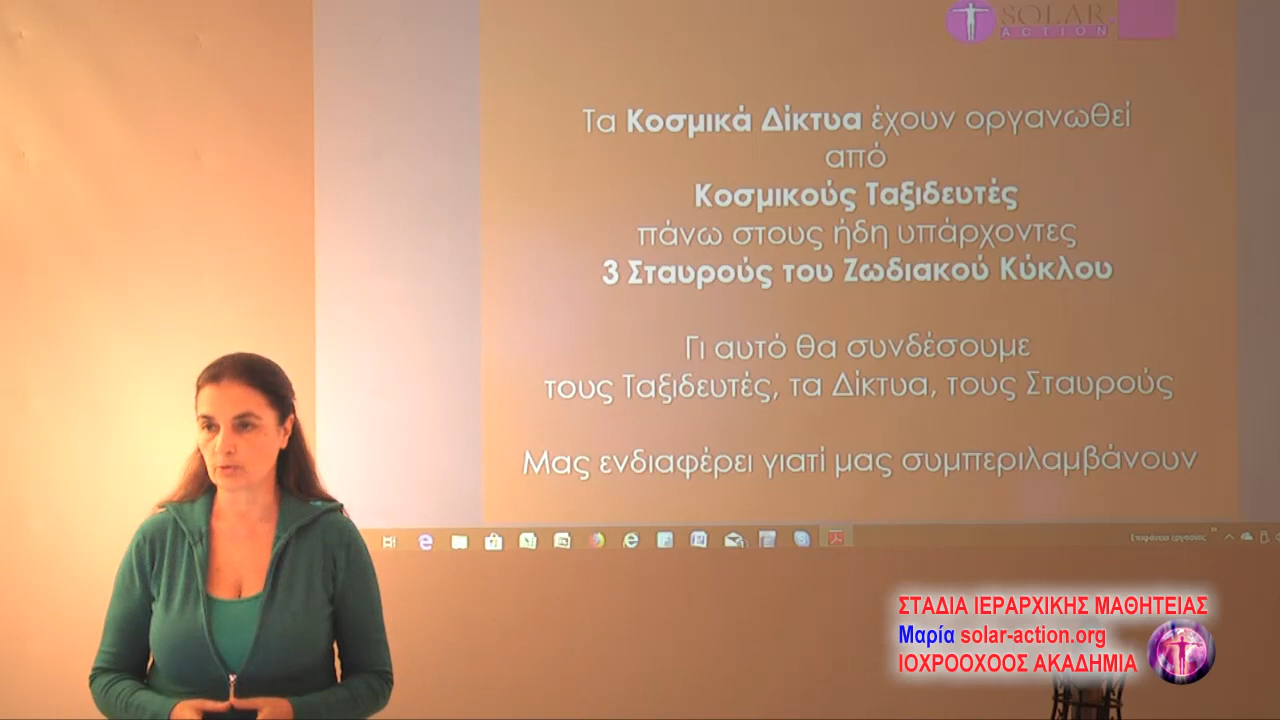 SOLAR
ACTION
Τα Κοσμικά Δίκτυα έχουν οργανωθεί
από
Κοσμικούς Ταξιδευτές
πάνω στους ήδη υπάρχοντες
3 Σταυρούς του Ζωδιακού Κύκλου
Γι αυτό θα συνδέσουμε
τους Ταξιδευτές, τα Δίκτυα, τους Σταυρούς
Μας ενδιαφέρει γιατί μας συμπεριλαμβάνουν
Επιφάνεια εργασίας
ΣΤΑΔΙΑ ΙΕΡΑΡΧΙΚΗΣ ΜΑΘΗΤΕΙΑΣ
Μαρία solar-action.org
ΙΟΧΡΟΟΧΟΟΣ ΑΚΑΔΗΜΙΑ